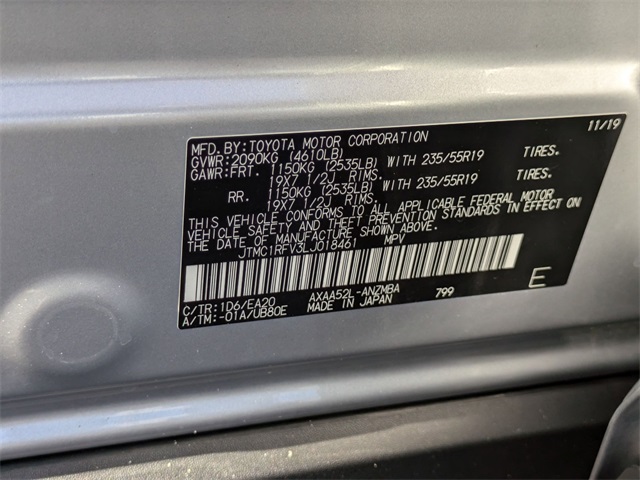 11/19
MFD. BY: TOYOTA MOTOR CORPORATION
GVWR: 2090KG (4610LB)
GAWR: FRT. 1150KG (2535LB) WITH 235/55R19 TIRES.
19X7 1/2J RIMS.
RR. 1150KG (2535LB) WITH 235/55R19 TIRES.
19X7 1/2J RIMS.
THIS VEHICLE CONFORMS TO ALL APPLICABLE FEDERAL MOTOR
VEHICLE SAFETY AND THEFT PREVENTION STANDARDS IN EFFECT ON
THE DATE OF MANUFACTURE SHOWN ABOVE.
JTMC1RFV3LJ018461 MPV
E
C/TR: 1D6/EA20 AXAA52L-ANZMBA 799
A/TM: -01A/UB80E MADE IN JAPAN